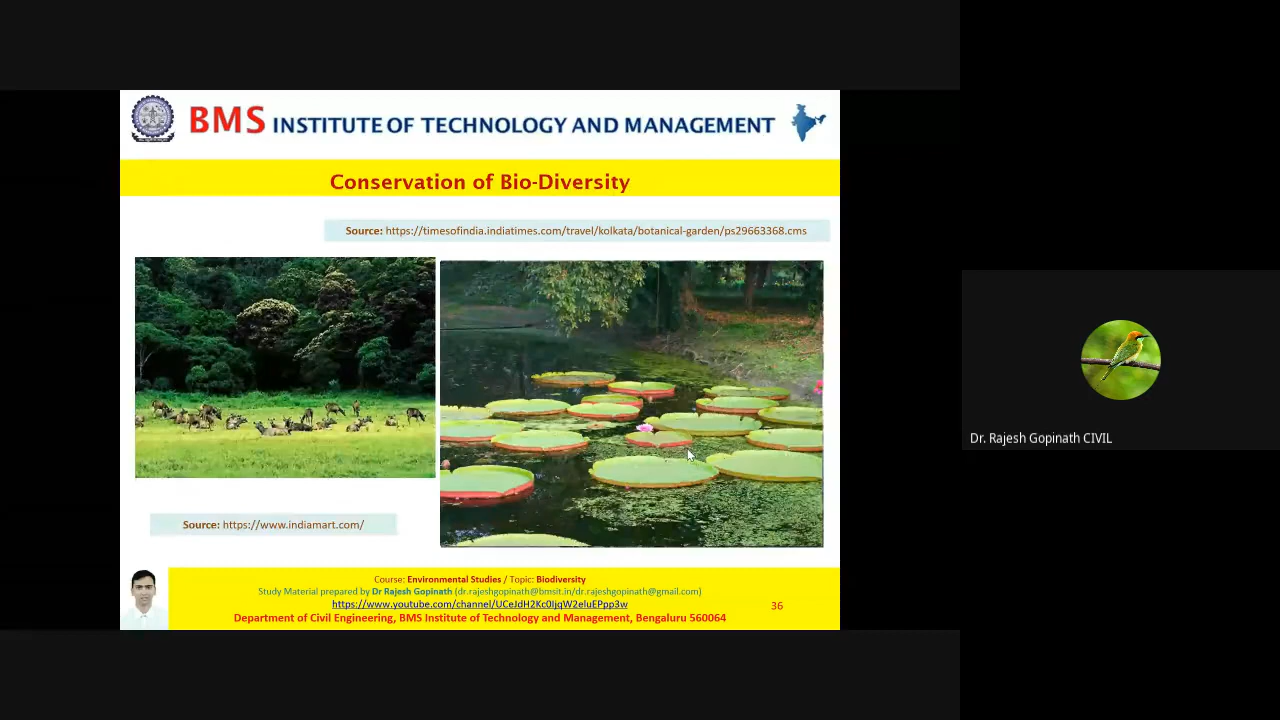 BMS INSTITUTE OF TECHNOLOGY AND MANAGEMENT
Conservation of Bio-Diversity
Source: https://timesofindia.indiatimes.com/travel/kolkata/botanical-garden/ps29663368.cms
Source: https://www.indiamart.com/
Course: Environmental Studies / Topic: Biodiversity
Study Material prepared by Dr Rajesh Gopinath (dr.rajeshgopinath@bmsit.in/dr.rajeshgopinath@gmail.com)
https://www.youtube.com/channel/UCeJdH2Kc0IjqW2eluEPpp3w
36
Department of Civil Engineering, BMS Institute of Technology and Management, Bengaluru 560064
Dr. Rajesh Gopinath CIVIL